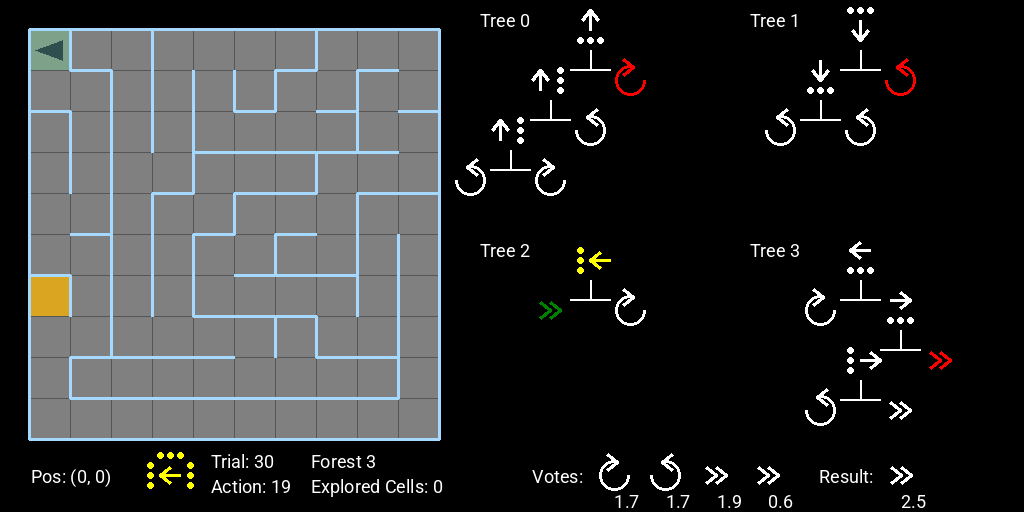 Tree 0
Tree 1
Tree 2
Tree 3
Pos: (0, 0)
Trial: 30
Forest 3
Action: 19
Explored Cells: 0
Votes:
1.7
1.7
1.9
0.6
Result:
2.5